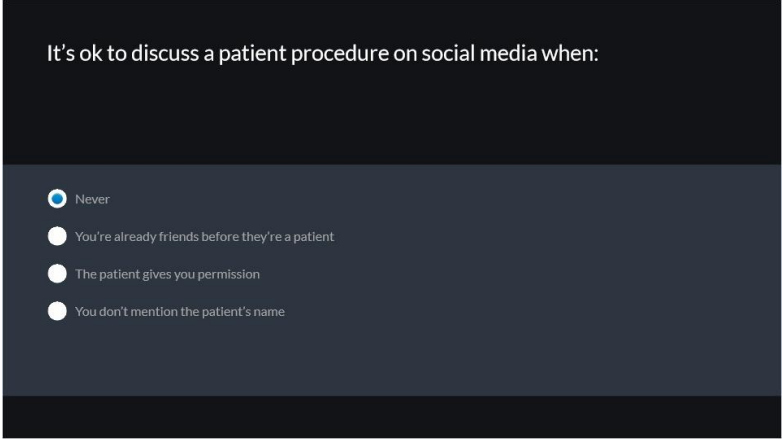 It’s ok to discuss a patient procedure on social media when:
Never
You’re already friends before they’re a patient
The patient gives you permission
You don’t mention the patient’s name